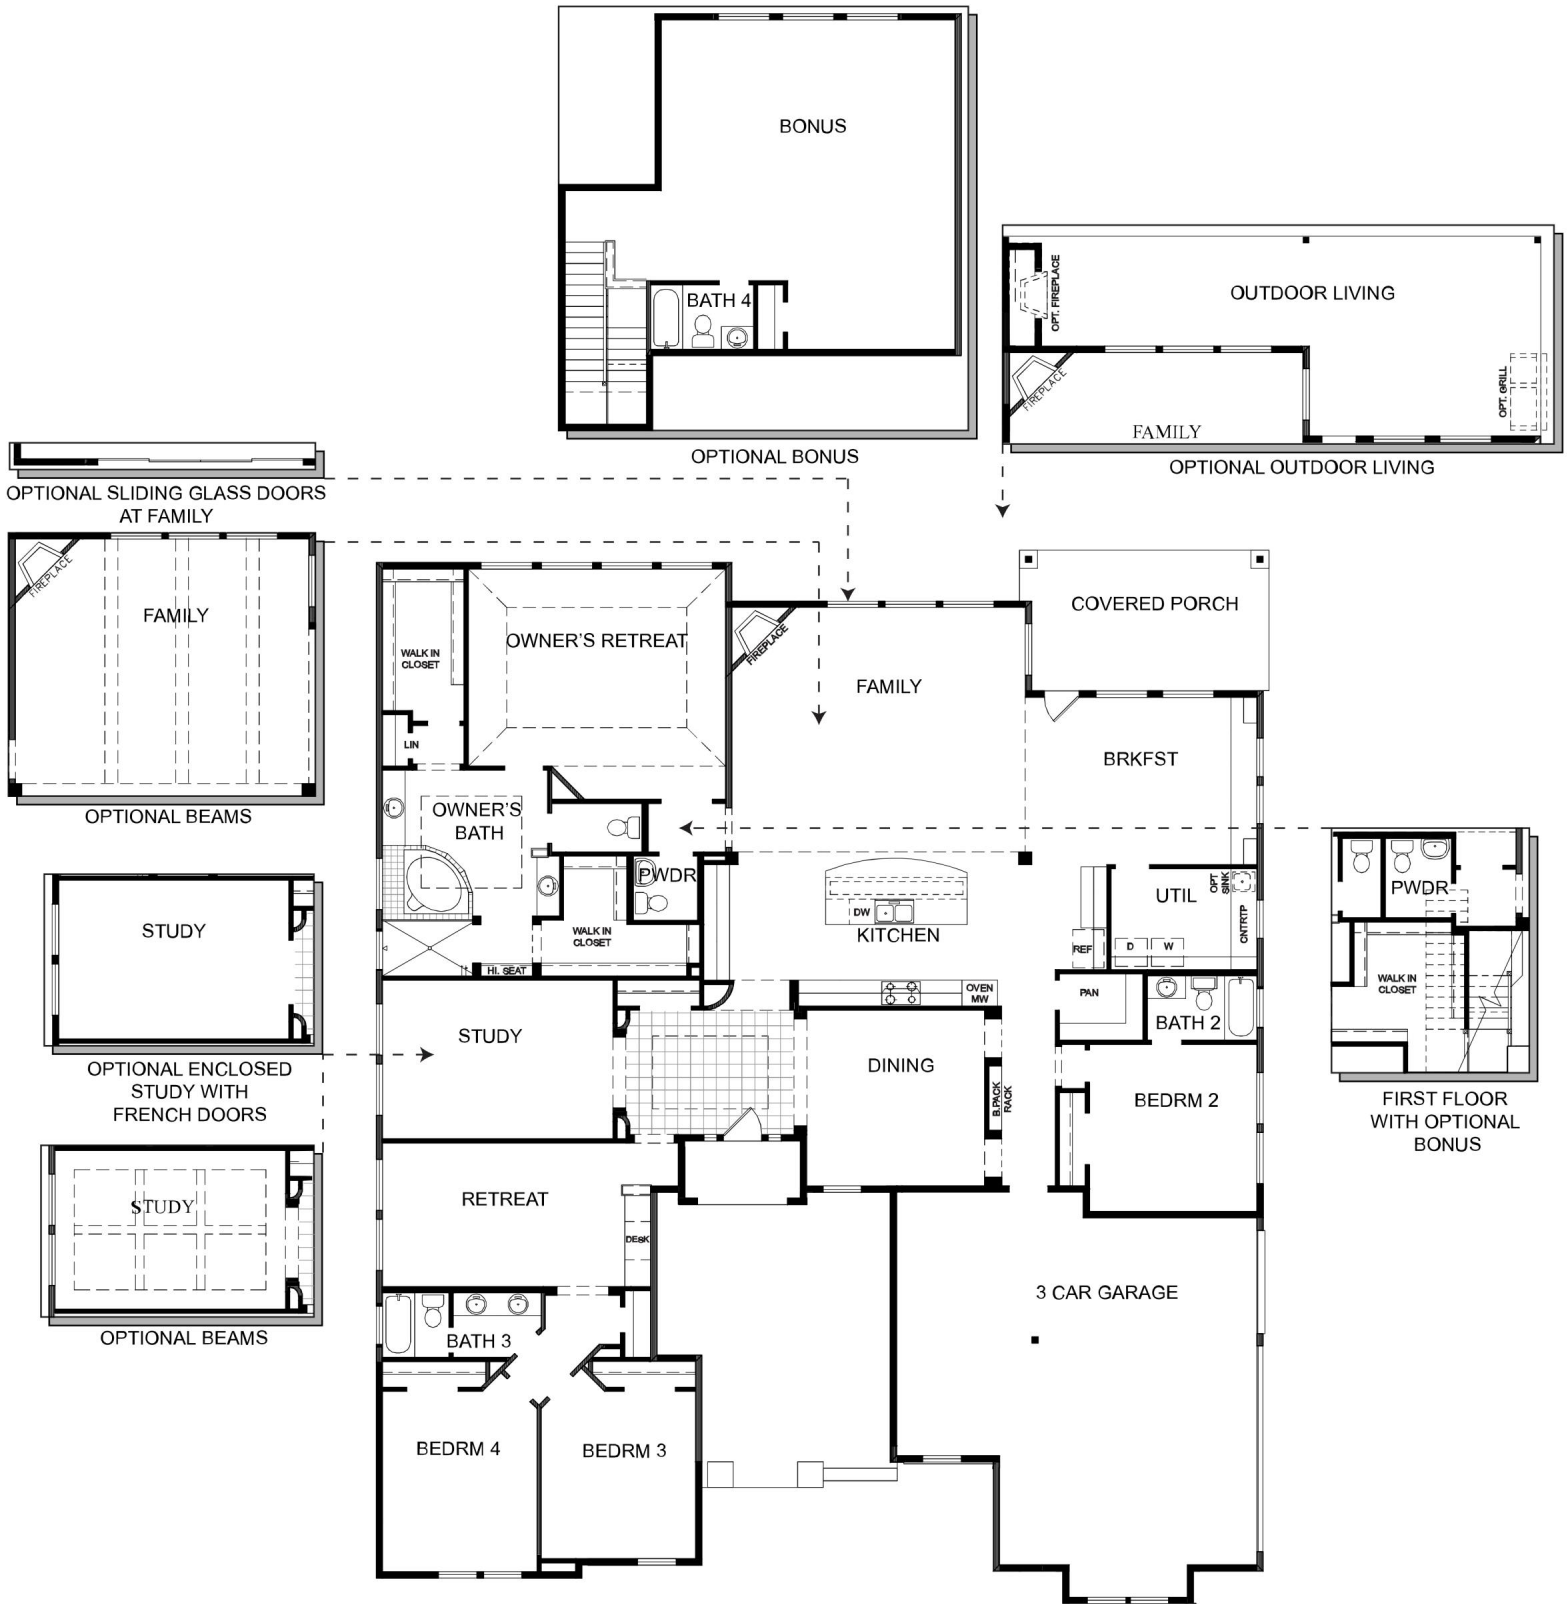 BONUS
BATH 4
OPTIONAL BONUS
OPT. FIREPLACE
OUTDOOR LIVING
FIREPLACE
OPT. GRILL
FAMILY
OPTIONAL OUTDOOR LIVING
OPTIONAL SLIDING GLASS DOORS
AT FAMILY
FIREPLACE
FAMILY
OPTIONAL BEAMS
STUDY
OPTIONAL ENCLOSED
STUDY WITH
FRENCH DOORS
STUDY
OPTIONAL BEAMS
WALK IN
CLOSET
OWNER'S RETREAT
FIREPLACE
FAMILY
COVERED PORCH
LIN
BRKFST
OWNER'S
BATH
PWDR
WALK IN
CLOSET
HI. SEAT
DW
KITCHEN
REF
UTIL
OPT
SINK
D
W
CNTRTP
OVEN
MW
PAN
BATH 2
STUDY
DINING
B.PACK
RACK
BEDRM 2
RETREAT
DESK
BATH 3
3 CAR GARAGE
BEDRM 4
BEDRM 3
PWDR
WALK IN
CLOSET
FIRST FLOOR
WITH OPTIONAL
BONUS